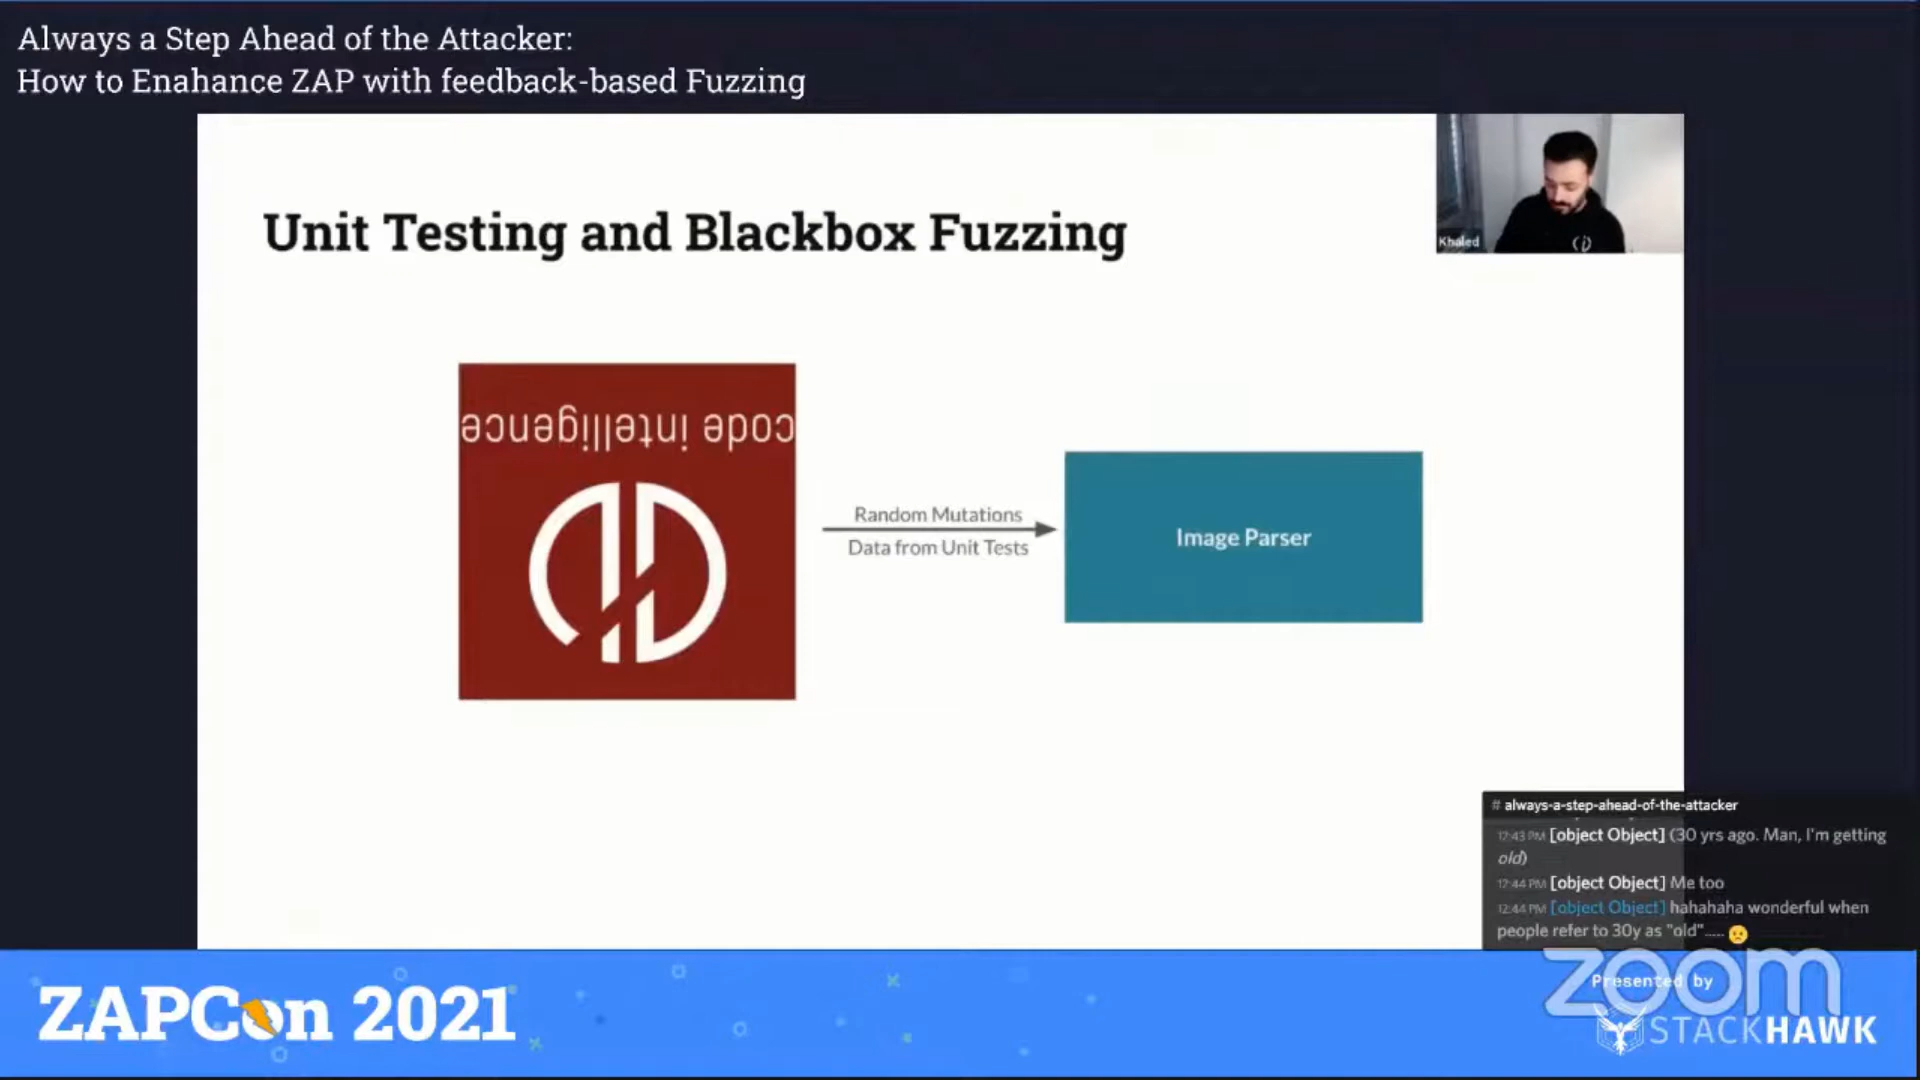 Always a Step Ahead of the Attacker:
How to Enahance ZAP with feedback-based Fuzzing
Unit Testing and Blackbox Fuzzing
Khaled
code intelligence
Random Mutations
Data from Unit Tests
Image Parser
# always-a-step-ahead-of-the-attacker
12:43 PM [object Object] (30 yrs ago. Man, I'm getting
old)
12:44 PM [object Object] Me too
12:44 PM [object Object] hahahaha wonderful when
people refer to 30y as "old"..... 🙁
ZAPCon 2021
zoom
Presented by
STACKHAWK